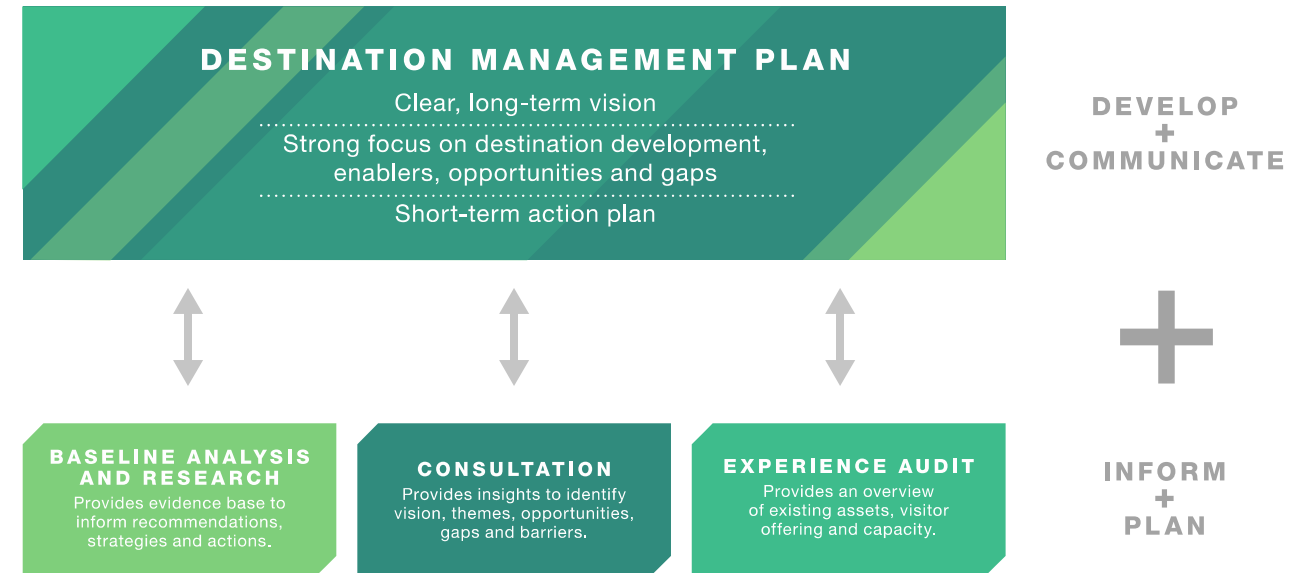 DESTINATION MANAGEMENT PLAN
Clear, long-term vision
Strong focus on destination development,
enablers, opportunities and gaps
Short-term action plan
DEVELOP
+
COMMUNICATE
+
BASELINE ANALYSIS
AND RESEARCH
Provides evidence base to
inform recommendations,
strategies and actions.
CONSULTATION
Provides insights to identify
vision, themes, opportunities,
gaps and barriers.
EXPERIENCE AUDIT
Provides an overview
of existing assets, visitor
offering and capacity.
INFORM
+
PLAN